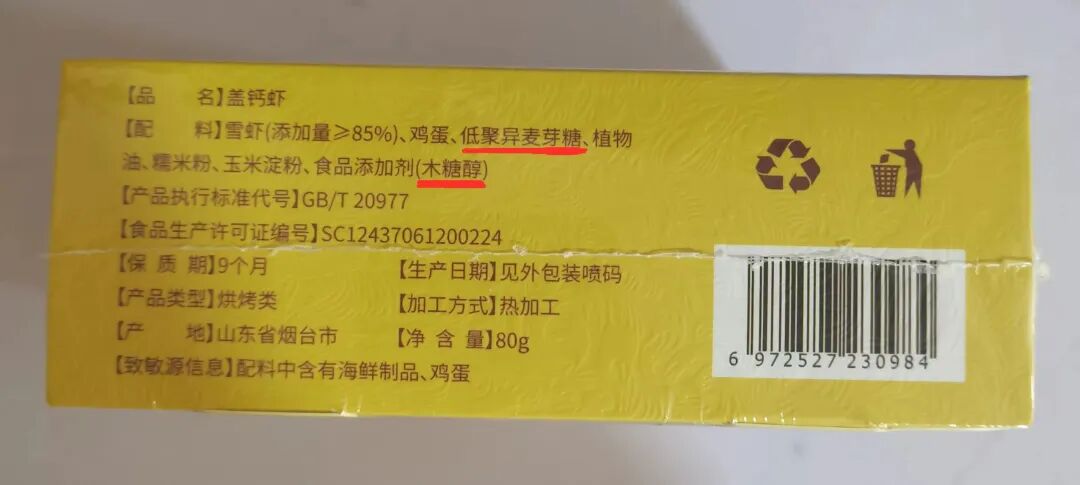 【品 名】盖钙虾
【配 料】雪虾(添加量≥85%)、鸡蛋、低聚异麦芽糖、植物
油、糯米粉、玉米淀粉、食品添加剂(木糖醇)
【产品执行标准代号】GB/T 20977
【食品生产许可证编号】SC12437061200224
【保 质 期】9个月 【生产日期】见外包装喷码
【产品类型】烘烤类 【加工方式】热加工
【产 地】山东省烟台市 【净 含 量】80g
【致敏源信息】配料中含有海鲜制品、鸡蛋
6 972527 230984